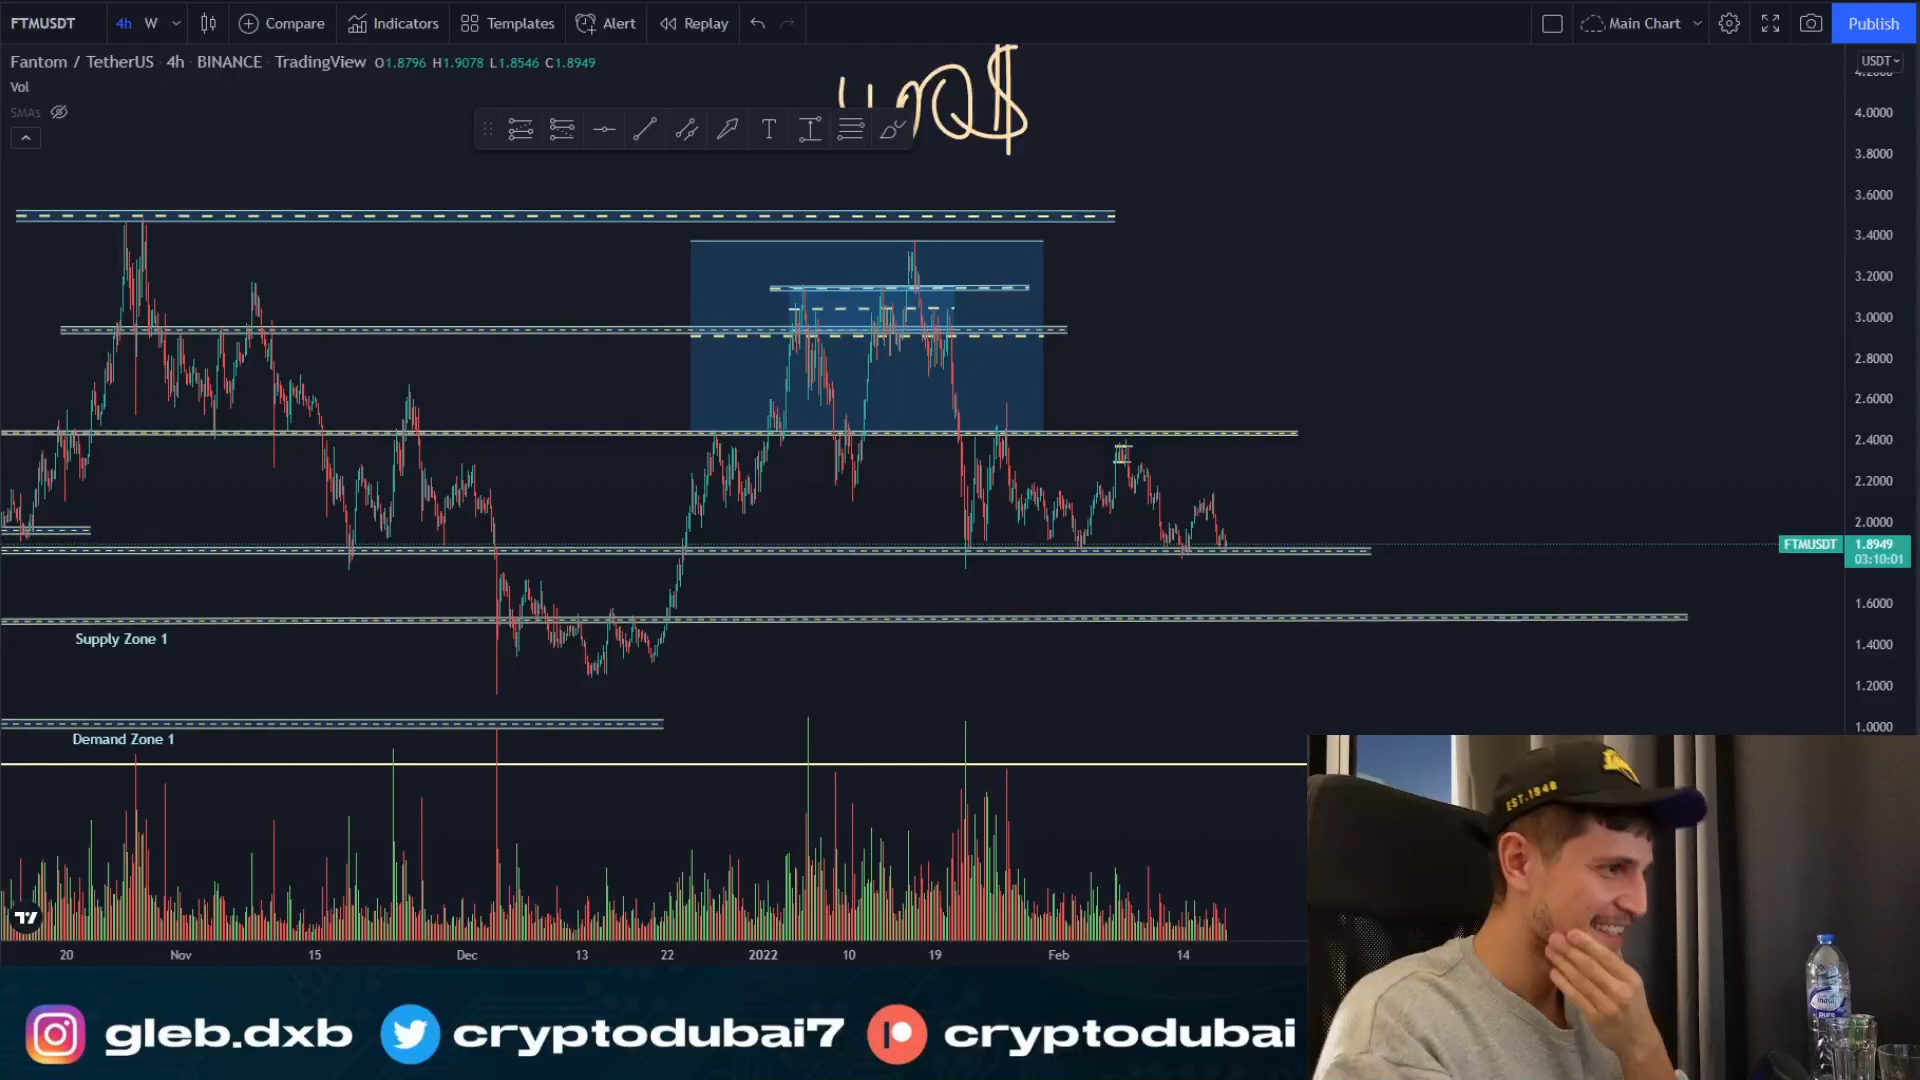 FTMUSDT 4h W Compare Indicators Templates Alert Replay Main Chart Publish
Fantom / TetherUS · 4h · BINANCE · TradingView O1.8796 H1.9078 L1.8546 C1.8949
USDT
Vol
SMAs
4.2000
4.0000
3.8000
3.6000
3.4000
3.2000
3.0000
2.8000
2.6000
2.4000
2.2000
2.0000
FTMUSDT 1.8949
03:10:01
1.6000
1.4000
1.2000
1.0000
Supply Zone 1
Demand Zone 1
20 Nov 15 Dec 13 22 2022 10 19 Feb 14
EST.1946
gleb.dxb cryptodubai7 cryptodubai